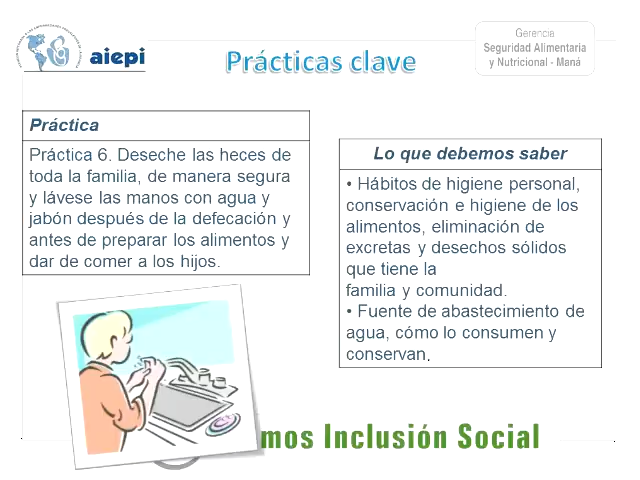 aiepi
Prácticas clave
Gerencia
Seguridad Alimentaria
y Nutricional - Maná
Práctica
Práctica 6. Deseche las heces de
toda la familia, de manera segura
y lávese las manos con agua y
jabón después de la defecación y
antes de preparar los alimentos y
dar de comer a los hijos.
Lo que debemos saber
• Hábitos de higiene personal,
conservación e higiene de los
alimentos, eliminación de
excretas y desechos sólidos
que tiene la
familia y comunidad.
• Fuente de abastecimiento de
agua, cómo lo consumen y
conservan.
mos Inclusión Social